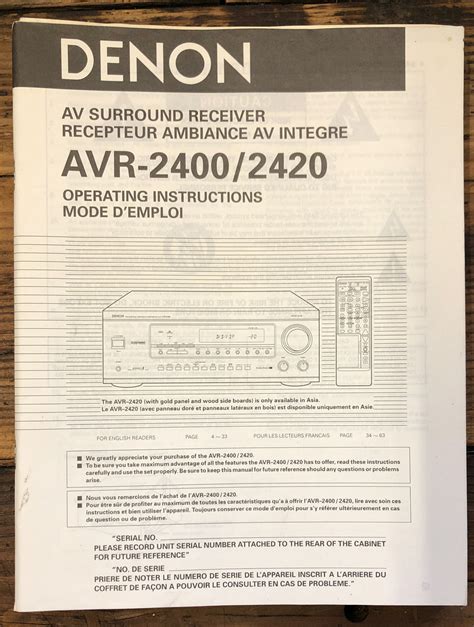 DENON
AV SURROUND RECEIVER
RECEPTEUR AMBIANCE AV INTEGRE
AVR-2400/2420
OPERATING INSTRUCTIONS
MODE D'EMPLOI
DENON
The AVR-2420 (with gold panel and wood side boards) is only available in Asia.
Le AVR-2420 (avec panneau doré et panneaux latéraux en bois) est disponible uniquement en Asie.
FOR ENGLISH READERS PAGE 4 ~ 33 POUR LES LECTEURS FRANCAIS PAGE 34 ~ 63
■ We greatly appreciate your purchase of the AVR-2400/2420.
■ To be sure you take maximum advantage of all the features the AVR-2400/2420 has to offer, read these instructions
carefully and use the set properly. Be sure to keep this manual for future reference should any questions or problems
arise.
■ Nous vous remercions de l'achat de l'AVR-2400/2420.
■ Pour être sûr de profiter au maximum de toutes les caractéristiques qu'a à offrir l'AVR-2400/2420, lire avec soin ces
instructions et bien utiliser l'appareil. Toujours conserver ce mode d'emploi pour s'y référer ultérieurement en cas
de question ou de problème.
"SERIAL NO.
PLEASE RECORD UNIT SERIAL NUMBER ATTACHED TO THE REAR OF THE CABINET
FOR FUTURE REFERENCE"
"NO. DE SERIE
PRIERE DE NOTER LE NUMERO DE SERIE DE L'APPAREIL INSCRIT A L'ARRIERE DU
COFFRET DE FAÇON A POUVOIR LE CONSULTER EN CAS DE PROBLEME."